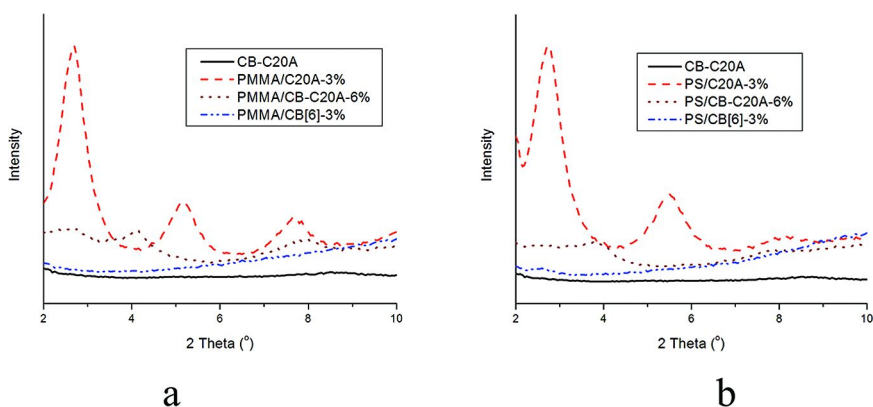 CB-C20A
PMMA/C20A-3%
PMMA/CB-C20A-6%
PMMA/CB[6]-3%
Intensity
2 4 6 8 10
2 Theta (°)
a
CB-C20A
PS/C20A-3%
PS/CB-C20A-6%
PS/CB[6]-3%
Intensity
2 4 6 8 10
2 Theta (°)
b